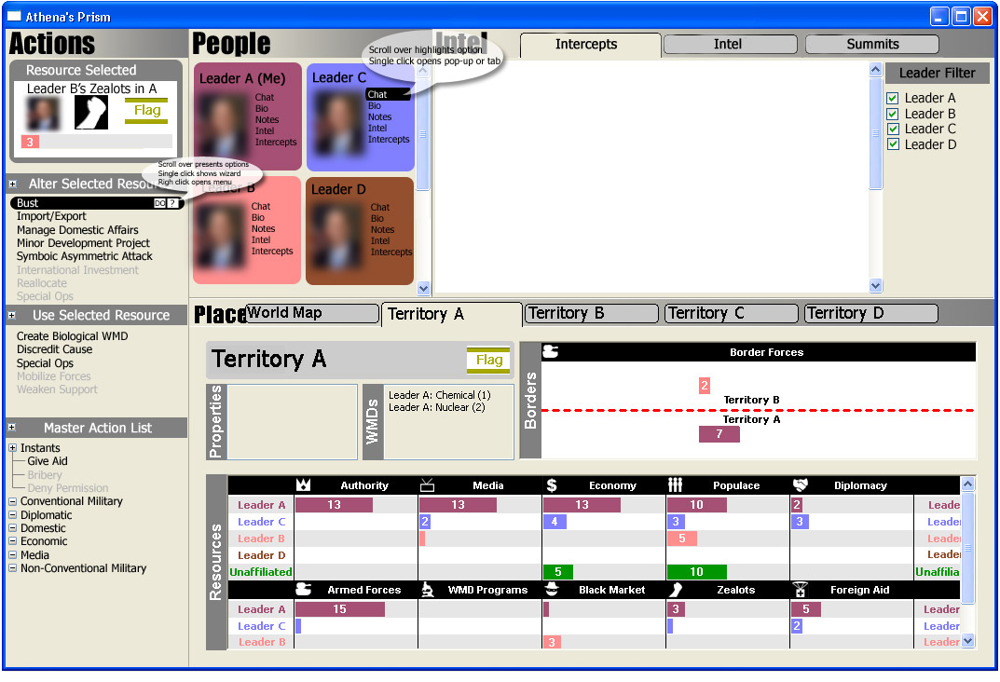 Athena's Prism
Actions
Resource Selected
Leader B's Zealots in A
Flag
3
Alter Selected Resou
Scroll over presents options
Single click shows wizard
Righ click opens menu
Bust
DO ?
Import/Export
Manage Domestic Affairs
Minor Development Project
Symboic Asymmetric Attack
International Investment
Reallocate
Special Ops
Use Selected Resource
Create Biological WMD
Discredit Cause
Special Ops
Mobilize Forces
Weaken Support
Master Action List
Instants
Give Aid
Bribery
Deny Permission
Conventional Military
Diplomatic
Domestic
Economic
Media
Non-Conventional Military
People
Intel
Scroll over highlights option
Single click opens pop-up or tab
Leader A (Me)
Chat
Bio
Notes
Intel
Intercepts
Leader C
Chat
Bio
Notes
Intel
Intercepts
Leader B
Chat
Bio
Notes
Intel
Intercepts
Leader D
Chat
Bio
Notes
Intel
Intercepts
Intercepts
Intel
Summits
Leader Filter
Leader A
Leader B
Leader C
Leader D
Place
World Map
Territory A
Territory B
Territory C
Territory D
Territory A
Flag
Properties
WMDs
Leader A: Chemical (1)
Leader A: Nuclear (2)
Borders
Border Forces
2
Territory B
Territory A
7
Resources
Authority Media Economy Populace Diplomacy
Leader A 13 13 13 10 2 Leade
Leader C 2 4 3 3 Leade
Leader B 5 Leade
Leader D Leade
Unaffiliated 5 10 Unaffilia
Armed Forces WMD Programs Black Market Zealots Foreign Aid
Leader A 15 3 5 Leader
Leader C 2 Leader
Leader B 3 Leader